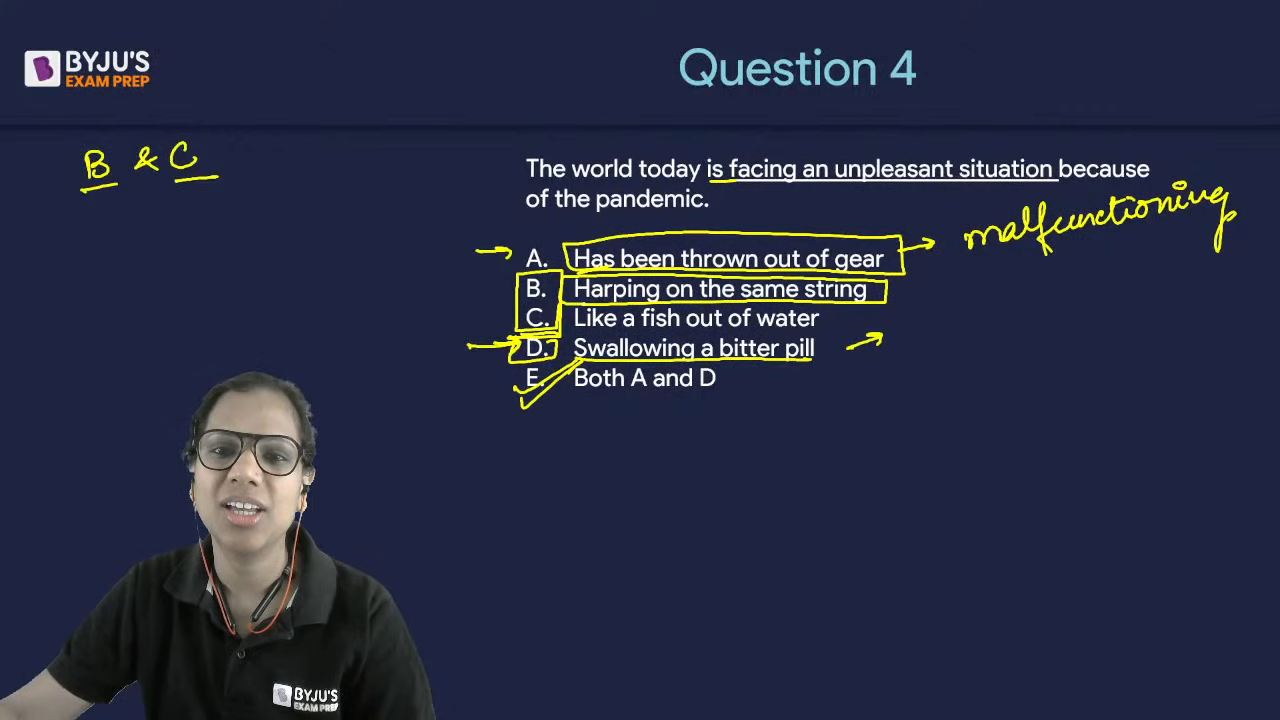 BYJU'S
EXAM PREP
Question 4
B & C
The world today is facing an unpleasant situation because
of the pandemic.
malfunctioning
A. Has been thrown out of gear
B. Harping on the same string
C. Like a fish out of water
D. Swallowing a bitter pill
E. Both A and D
BYJU'S
EXAM PREP